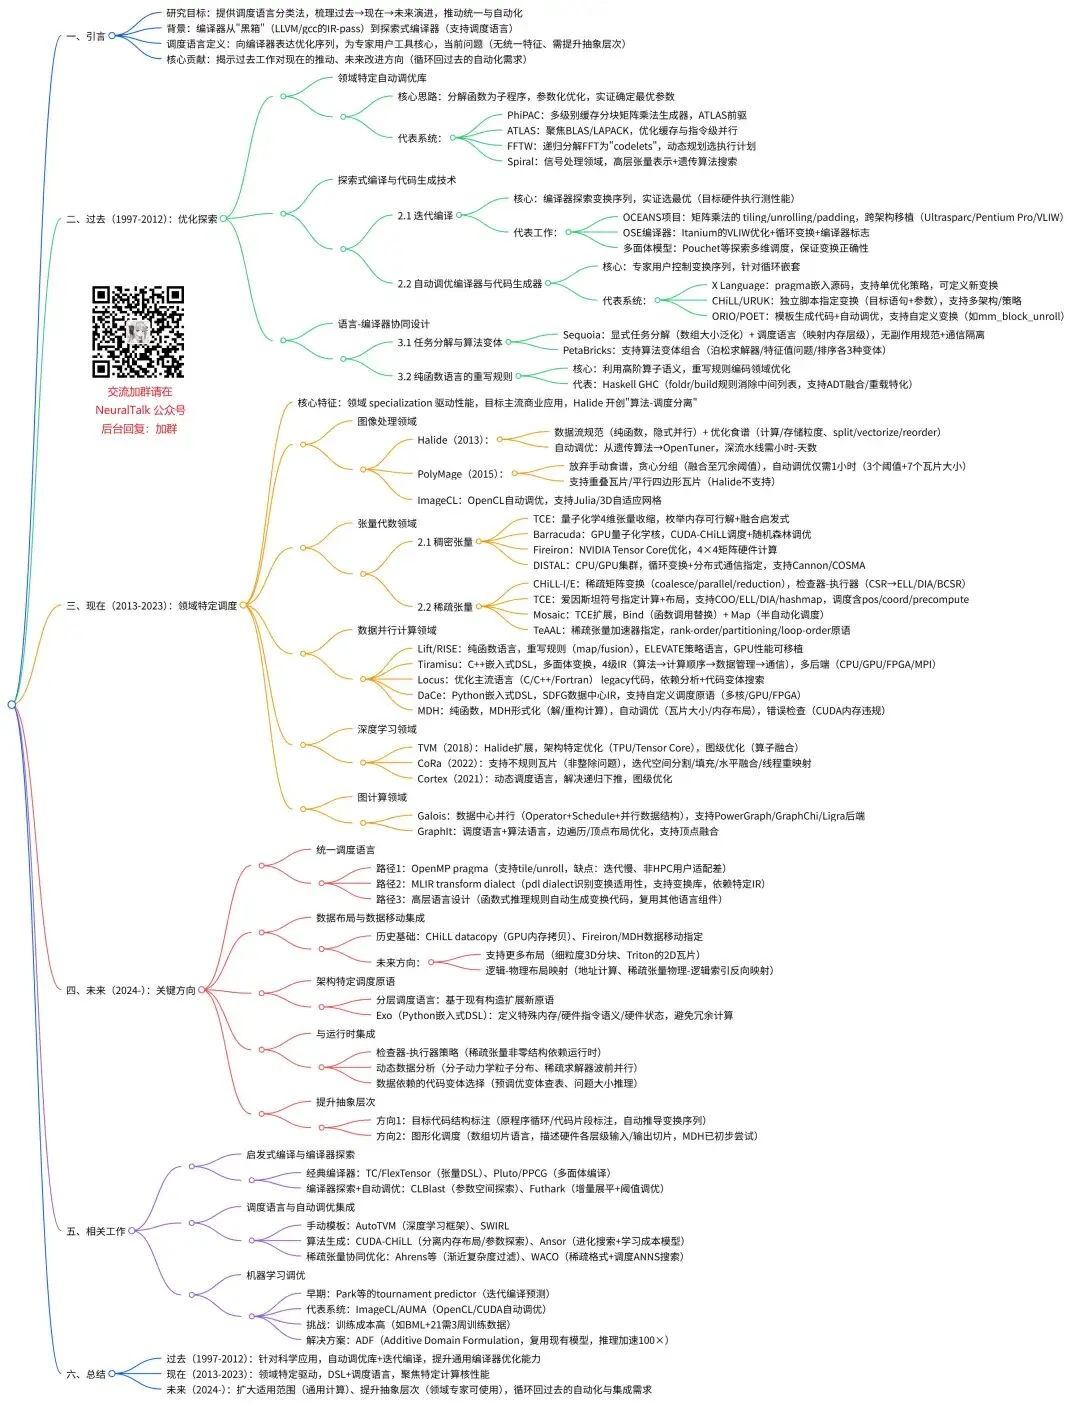 一、引言
研究目标：提供调度语言分类法，梳理过去→现在→未来演进，推动统一与自动化
背景：编译器从"黑箱"（LLVM/gcc的IR-pass）到探索式编译器（支持调度语言）
调度语言定义：向编译器表达优化序列，为专家用户工具核心，当前问题（无统一特征、需提升抽象层次）
核心贡献：揭示过去工作对现在的推动、未来改进方向（循环回过去的自动化需求）
二、过去（1997-2012）：优化探索
领域特定自动调优库
核心思路：分解函数为子程序，参数化优化，实证确定最优参数
代表系统：
PhiPAC：多级别缓存分块矩阵乘法生成器，ATLAS前驱
ATLAS：聚焦BLAS/LAPACK，优化缓存与指令级并行
FFTW：递归分解FFT为"codelets"，动态规划选执行计划
Spiral：信号处理领域，高层张量表示+遗传算法搜索
探索式编译与代码生成技术
2.1 迭代编译
核心：编译器探索变换序列，实证选最优（目标硬件执行测性能）
代表工作：
OCEANS项目：矩阵乘法的 tiling/unrolling/padding，跨架构移植（Ultrasparc/Pentium Pro/VLIW）
OSE编译器：Itanium的VLIW优化+循环变换+编译器标志
多面体模型：Pouchet等探索多维调度，保证变换正确性
2.2 自动调优编译器与代码生成器
核心：专家用户控制变换序列，针对循环嵌套
代表系统：
X Language：pragma嵌入源码，支持单优化策略，可定义新变换
CHiLL/URUK：独立脚本指定变换（目标语句+参数），支持多架构/策略
ORIO/POET：模板生成代码+自动调优，支持自定义变换（如mm_block_unroll）
语言-编译器协同设计
3.1 任务分解与算法变体
Sequoia：显式任务分解（数组大小泛化）+ 调度语言（映射内存层级），无副作用规范+通信隔离
PetaBricks：支持算法变体组合（泊松求解器/特征值问题/排序各3种变体）
3.2 纯函数语言的重写规则
核心：利用高阶算子语义，重写规则编码领域优化
代表：Haskell GHC（foldr/build规则消除中间列表，支持ADT融合/重载特化）
交流加群请在
NeuralTalk 公众号
后台回复：加群
三、现在（2013-2023）：领域特定调度
核心特征：领域 specialization 驱动性能，目标主流商业应用，Halide 开创"算法-调度分离"
图像处理领域
Halide（2013）：
数据流规范（纯函数，隐式并行）+ 优化食谱（计算/存储粒度、split/vectorize/reorder）
自动调优：从遗传算法→OpenTuner，深流水线需小时-天数
PolyMage（2015）：
放弃手动食谱，贪心分组（融合至冗余阈值），自动调优仅需1小时（3个阈值+7个瓦片大小）
支持重叠瓦片/平行四边形瓦片（Halide不支持）
ImageCL：OpenCL自动调优，支持Julia/3D自适应网格
张量代数领域
2.1 稠密张量
TCE：量子化学4维张量收缩，枚举内存可行解+融合启发式
Barracuda：GPU量子化学核，CUDA-CHiLL调度+随机森林调优
Fireiron：NVIDIA Tensor Core优化，4×4矩阵硬件计算
DISTAL：CPU/GPU集群，循环变换+分布式通信指定，支持Cannon/COSMA
2.2 稀疏张量
CHiLL-I/E：稀疏矩阵变换（coalesce/parallel/reduction），检查器-执行器（CSR→ELL/DIA/BCSR）
TCE：爱因斯坦符号指定计算+布局，支持COO/ELL/DIA/hashmap，调度含pos/coord/precompute
Mosaic：TCE扩展，Bind（函数调用替换）+ Map（半自动化调度）
TeAAL：稀疏张量加速器指定，rank-order/partitioning/loop-order原语
数据并行计算领域
Lift/RISE：纯函数语言，重写规则（map/fusion），ELEVATE策略语言，GPU性能可移植
Tiramisu：C++嵌入式DSL，多面体变换，4级IR（算法→计算顺序→数据管理→通信），多后端（CPU/GPU/FPGA/MPI）
Locus：优化主流语言（C/C++/Fortran） legacy代码，依赖分析+代码变体搜索
DaCe：Python嵌入式DSL，SDFG数据中心IR，支持自定义调度原语（多核/GPU/FPGA）
MDH：纯函数，MDH形式化（解/重构计算），自动调优（瓦片大小/内存布局），错误检查（CUDA内存违规）
深度学习领域
TVM（2018）：Halide扩展，架构特定优化（TPU/Tensor Core），图级优化（算子融合）
CoRa（2022）：支持不规则瓦片（非整除问题），迭代空间分割/填充/水平融合/线程重映射
Cortex（2021）：动态调度语言，解决递归下推，图级优化
图计算领域
Galois：数据中心并行（Operator+Schedule+并行数据结构），支持PowerGraph/GraphChi/Ligra后端
GraphIt：调度语言+算法语言，边遍历/顶点布局优化，支持顶点融合
四、未来（2024-）：关键方向
统一调度语言
路径1：OpenMP pragma（支持tile/unroll，缺点：迭代慢、非HPC用户适配差）
路径2：MLIR transform dialect（pdl dialect识别变换适用性，支持变换库，依赖特定IR）
路径3：高层语言设计（函数式推理规则自动生成变换代码，复用其他语言组件）
数据布局与数据移动集成
历史基础：CHiLL datacopy（GPU内存拷贝）、Fireiron/MDH数据移动指定
未来方向：
支持更多布局（细粒度3D分块、Triton的2D瓦片）
逻辑-物理布局映射（地址计算、稀疏张量物理-逻辑索引反向映射）
架构特定调度原语
分层调度语言：基于现有构造扩展新原语
Exo（Python嵌入式DSL）：定义特殊内存/硬件指令语义/硬件状态，避免冗余计算
与运行时集成
检查器-执行器策略（稀疏张量非零结构依赖运行时）
动态数据分析（分子动力学粒子分布、稀疏求解器波前并行）
数据依赖的代码变体选择（预调优变体查表、问题大小推理）
提升抽象层次
方向1：目标代码结构标注（原程序循环/代码片段标注，自动推导变换序列）
方向2：图形化调度（数组切片语言，描述硬件各层级输入/输出切片，MDH已初步尝试）
五、相关工作
启发式编译与编译器探索
经典编译器：TC/FlexTensor（张量DSL）、Pluto/PPCG（多面体编译）
编译器探索+自动调优：CLBlast（参数空间探索）、Futhark（增量展平+阈值调优）
调度语言与自动调优集成
手动模板：AutoTVM（深度学习框架）、SWIRL
算法生成：CUDA-CHiLL（分离内存布局/参数探索）、Ansor（进化搜索+学习成本模型）
稀疏张量协同优化：Ahrens等（渐近复杂度过滤）、WACO（稀疏格式+调度ANNS搜索）
机器学习调优
早期：Park等的tournament predictor（迭代编译预测）
代表系统：ImageCL/AUMA（OpenCL/CUDA自动调优）
挑战：训练成本高（如BML+21需3周训练数据）
解决方案：ADF（Additive Domain Formulation，复用现有模型，推理加速100×）
六、总结
过去（1997-2012）：针对科学应用，自动调优库+迭代编译，提升通用编译器优化能力
现在（2013-2023）：领域特定驱动，DSL+调度语言，聚焦特定计算核性能
未来（2024-）：扩大适用范围（通用计算）、提升抽象层次（领域专家可使用），循环回过去的自动化与集成需求